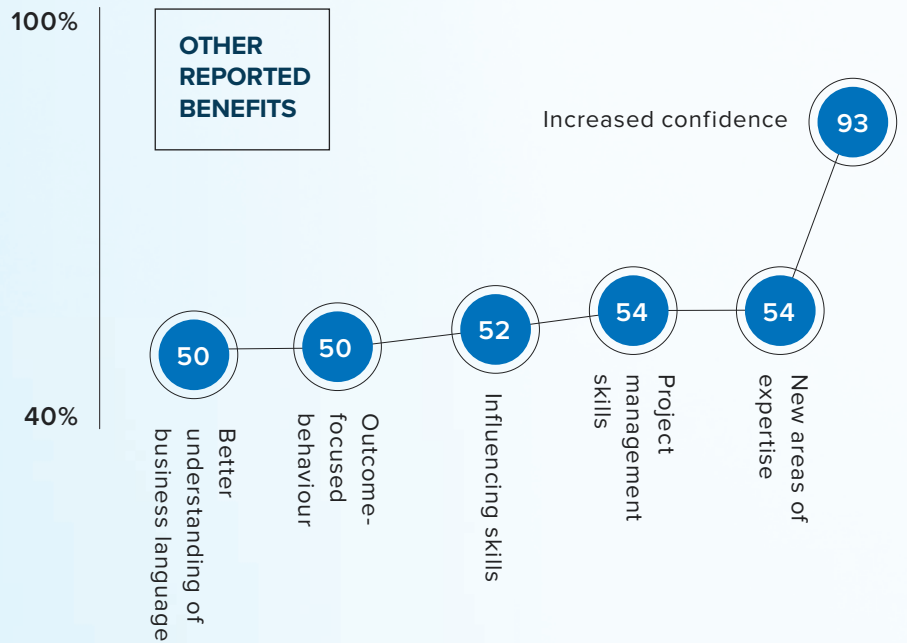 100%
OTHER
REPORTED
BENEFITS
Increased confidence
93
50
50
52
54
54
40%
Better
understanding of
business language
Outcome-
focused
behaviour
Influencing skills
Project
management
skills
New areas of
expertise